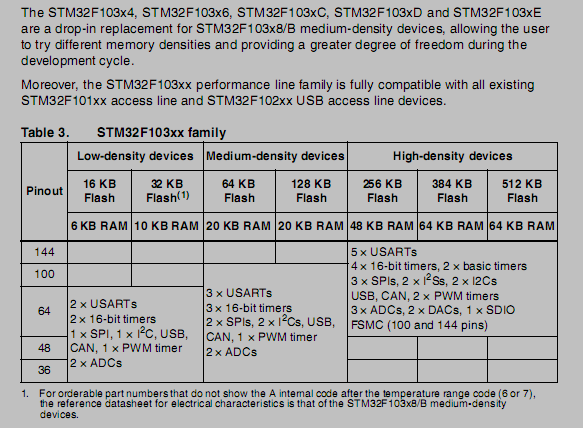 The STM32F103x4, STM32F103x6, STM32F103xC, STM32F103xD and STM32F103xE
are a drop-in replacement for STM32F103x8/B medium-density devices, allowing the user
to try different memory densities and providing a greater degree of freedom during the
development cycle.
Moreover, the STM32F103xx performance line family is fully compatible with all existing
STM32F101xx access line and STM32F102xx USB access line devices.
Table 3. STM32F103xx family
Pinout
Low-density devices Medium-density devices High-density devices
16 KB Flash 32 KB Flash(1) 64 KB Flash 128 KB Flash 256 KB Flash 384 KB Flash 512 KB Flash
6 KB RAM 10 KB RAM 20 KB RAM 20 KB RAM 48 KB RAM 64 KB RAM 64 KB RAM
144
100
64
48
36
2 x USARTs
2 x 16-bit timers
1 x SPI, 1 x I²C, USB,
CAN, 1 x PWM timer
2 x ADCs
3 x USARTs
3 x 16-bit timers
2 x SPIs, 2 x I²Cs, USB,
CAN, 1 x PWM timer
2 x ADCs
5 x USARTs
4 x 16-bit timers, 2 x basic timers
3 x SPIs, 2 x I²Ss, 2 x I2Cs
USB, CAN, 2 x PWM timers
3 x ADCs, 2 x DACs, 1 x SDIO
FSMC (100 and 144 pins)
1. For orderable part numbers that do not show the A internal code after the temperature range code (6 or 7),
the reference datasheet for electrical characteristics is that of the STM32F103x8/B medium-density
devices.